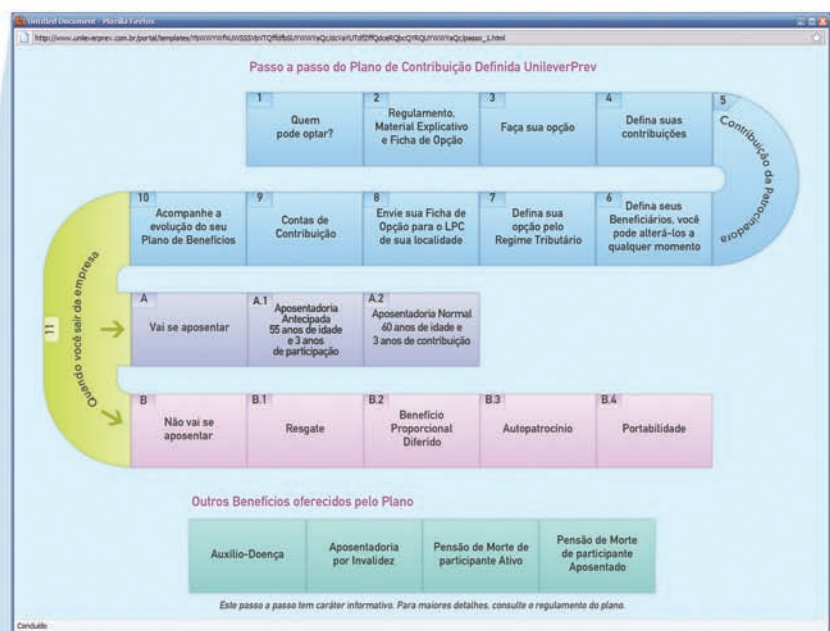 Untitled Document - Mozilla Firefox
Passo a passo do Plano de Contribuição Definida UnileverPrev
1
Quem
pode optar?
2
Regulamento,
Material Explicativo
e Ficha de Opção
3
Faça sua opção
4
Defina suas
contribuições
5
Contribuição da Patrocinadora
6
Defina seus
Beneficiários, você
pode alterá-los a
qualquer momento
7
Defina sua
opção pelo
Regime Tributário
8
Envie sua Ficha de
Opção para o LPC
de sua localidade
9
Contas de
Contribuição
10
Acompanhe a
evolução do seu
Plano de Benefícios
11
Quando você sair da empresa
A
Vai se aposentar
A.1
Aposentadoria
Antecipada
55 anos de idade
e 3 anos
de participação
A.2
Aposentadoria Normal
60 anos de idade e
3 anos de contribuição
B
Não vai se
aposentar
B.1
Resgate
B.2
Benefício
Proporcional
Diferido
B.3
Autopatrocínio
B.4
Portabilidade
Outros Benefícios oferecidos pelo Plano
Auxílio-Doença
Aposentadoria
por Invalidez
Pensão de Morte de
participante Ativo
Pensão de Morte
de participante
Aposentado
Este passo a passo tem caráter informativo. Para maiores detalhes, consulte o regulamento do plano.
Concluído